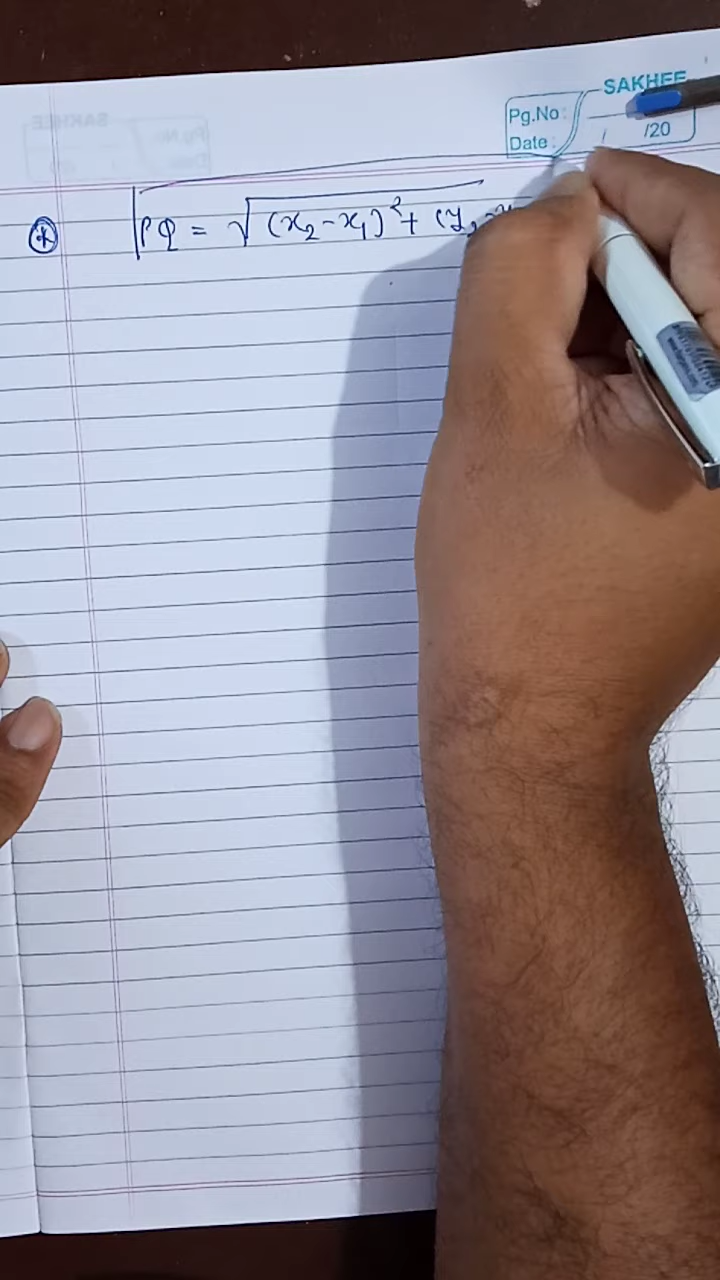 SAKHEE
Pg.No :
Date : / /20
* PQ = √(x₂-x₁)² + (y₂-y